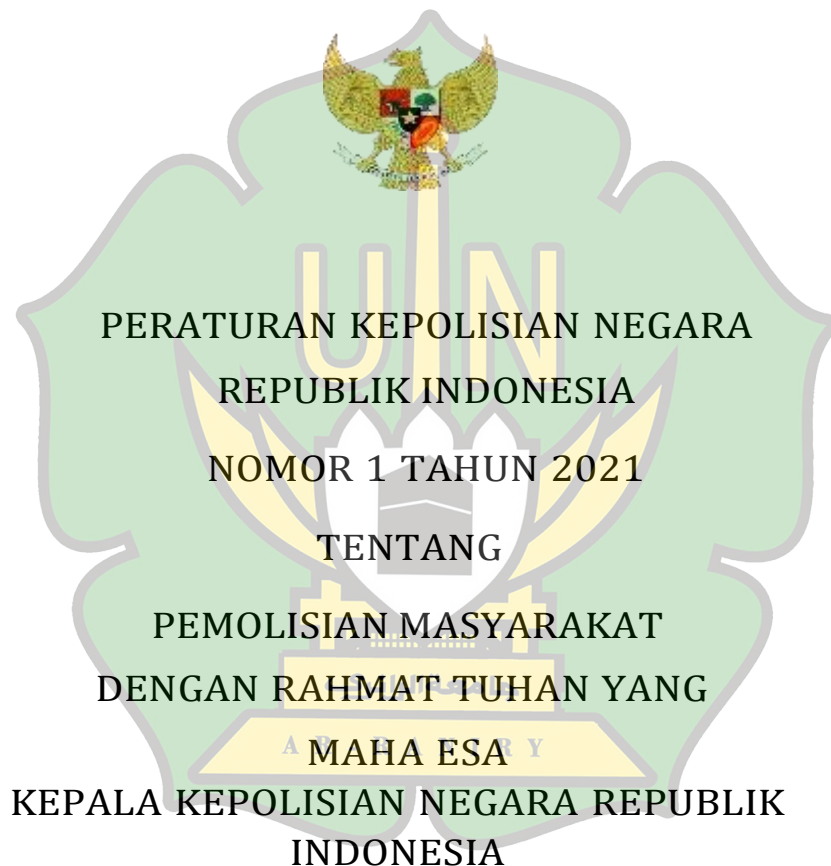 PERATURAN KEPOLISIAN NEGARA
REPUBLIK INDONESIA
NOMOR 1 TAHUN 2021
TENTANG
PEMOLISIAN MASYARAKAT
DENGAN RAHMAT TUHAN YANG
MAHA ESA
KEPALA KEPOLISIAN NEGARA REPUBLIK
INDONESIA
UIN